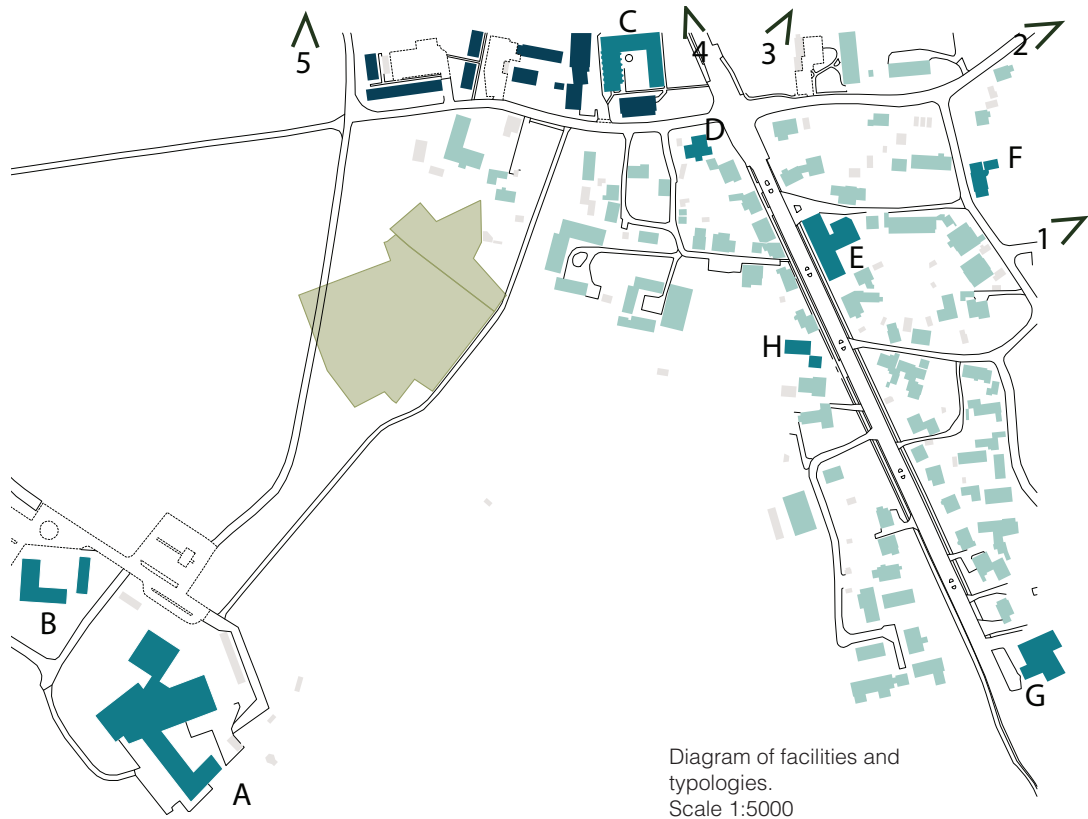 C
5
4
3
2
D
F
1
E
H
B
G
A
Diagram of facilities and
typologies.
Scale 1:5000